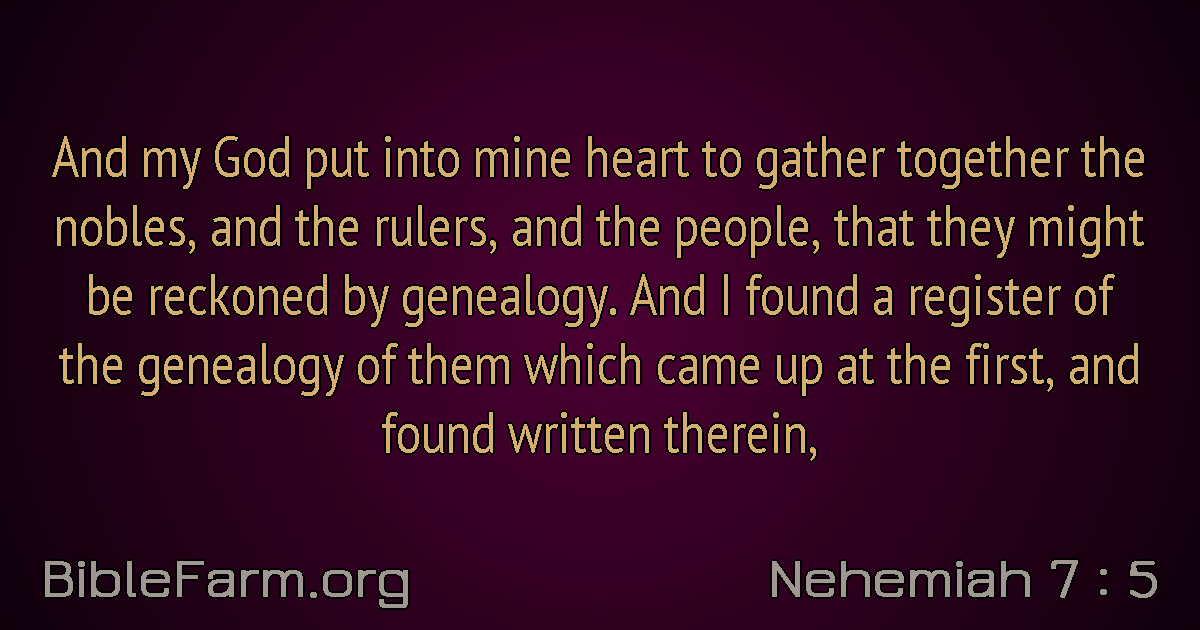 And my God put into mine heart to gather together the
nobles, and the rulers, and the people, that they might
be reckoned by genealogy. And I found a register of
the genealogy of them which came up at the first, and
found written therein,
BibleFarm.org
Nehemiah 7 : 5